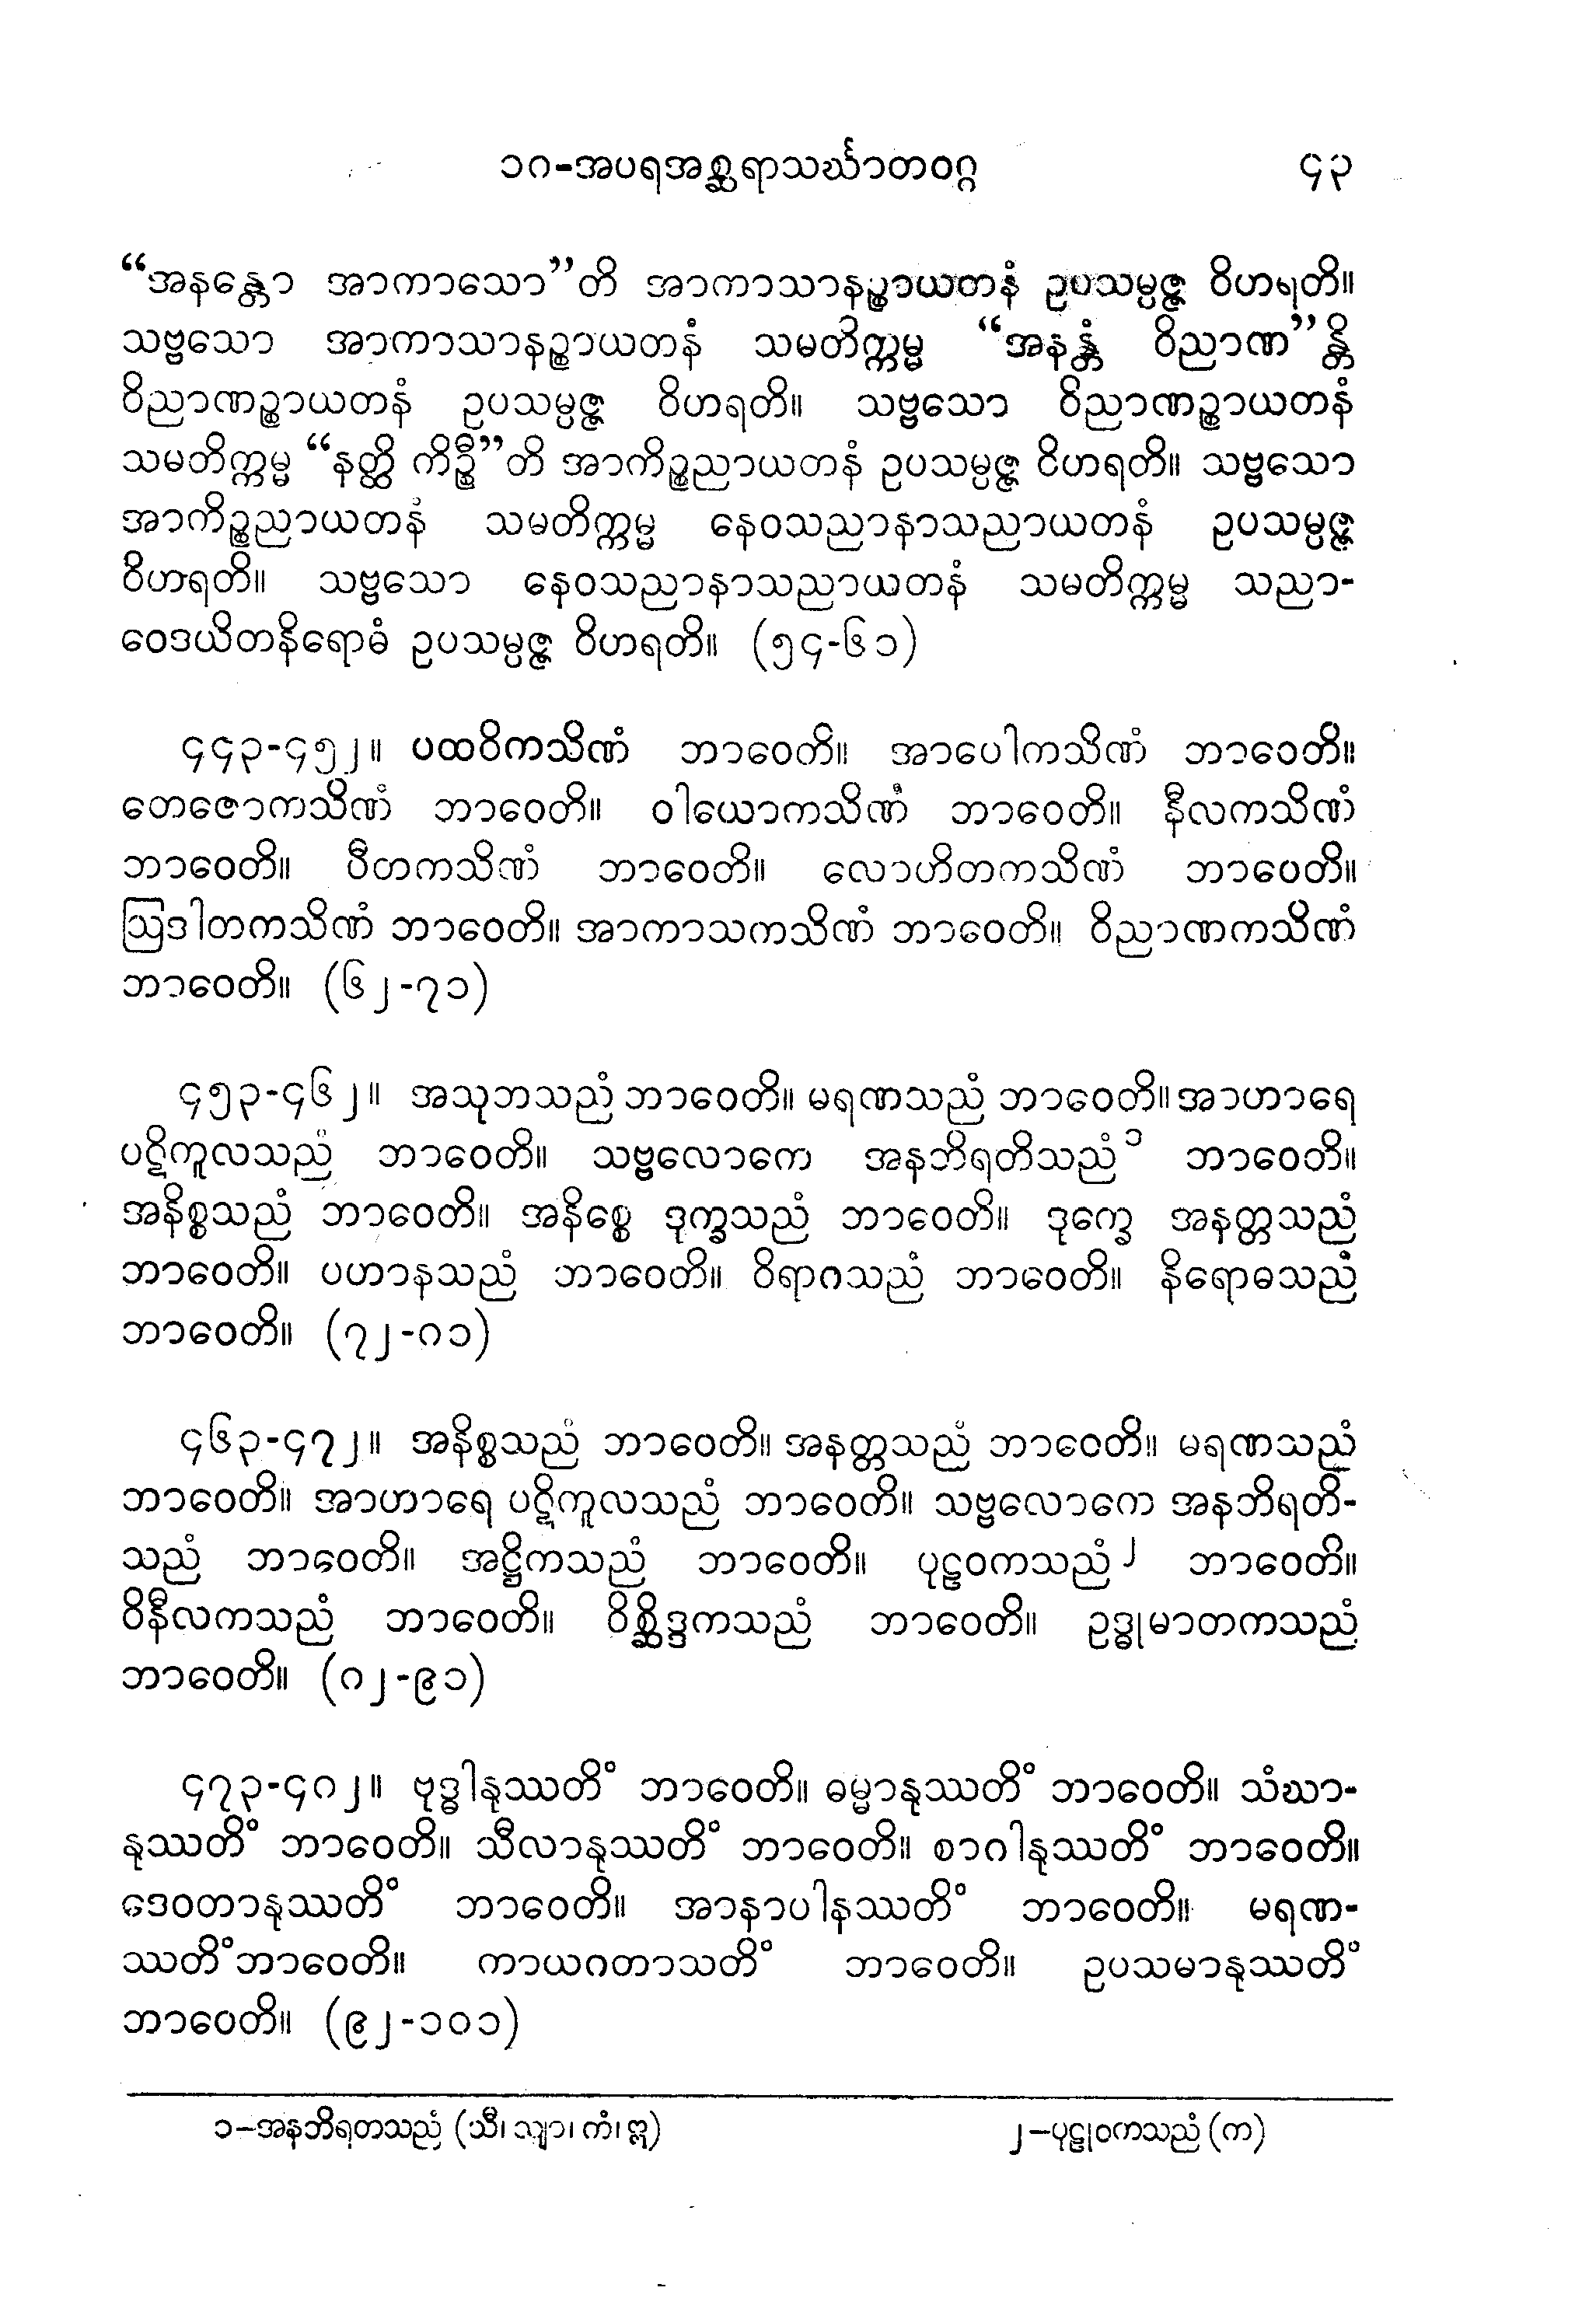 ၁ဂ-အပရအစ္ဆရာသင်္ဃာတဝဂ္ဂ ၄၃
“အနန္တော အာကာသော”တိ အာကာသာနဉ္စာယတနံ ဥပသမ္ပဇ္ဇ ဝိဟရတိ။
သဗ္ဗသော အာကာသာနဉ္စာယတနံ သမတိက္ကမ္မ “အနန္တံ ဝိညာဏ”န္တိ
ဝိညာဏဉ္စာယတနံ ဥပသမ္ပဇ္ဇ ဝိဟရတိ။ သဗ္ဗသော ဝိညာဏဉ္စာယတနံ
သမတိက္ကမ္မ “နတ္ထိ ကိဉ္စီ”တိ အာကိဉ္စညာယတနံ ဥပသမ္ပဇ္ဇ ဝိဟရတိ။ သဗ္ဗသော
အာကိဉ္စညာယတနံ သမတိက္ကမ္မ နေဝသညာနာသညာယတနံ ဥပသမ္ပဇ္ဇ
ဝိဟရတိ။ သဗ္ဗသော နေဝသညာနာသညာယတနံ သမတိက္ကမ္မ သညာ-
ဝေဒယိတနိရောဓံ ဥပသမ္ပဇ္ဇ ဝိဟရတိ။ (၅၄-၆၁)
၄၄၃-၄၅၂။ ပထဝိကသိဏံ ဘာဝေတိ။ အာပေါကသိဏံ ဘာဝေတိ။
တေဇောကသိဏံ ဘာဝေတိ။ ဝါယောကသိဏံ ဘာဝေတိ။ နီလကသိဏံ
ဘာဝေတိ။ ပီတကသိဏံ ဘာဝေတိ။ လောဟိတကသိဏံ ဘာဝေတိ။
ဩဒါတကသိဏံ ဘာဝေတိ။ အာကာသကသိဏံ ဘာဝေတိ။ ဝိညာဏကသိဏံ
ဘာဝေတိ။ (၆၂-၇၁)
၄၅၃-၄၆၂။ အသုဘသညံ ဘာဝေတိ။ မရဏသညံ ဘာဝေတိ။ အာဟာရေ
ပဋိကူလသညံ ဘာဝေတိ။ သဗ္ဗလောကေ အနဘိရတိသညံ၁ ဘာဝေတိ။
အနိစ္စသညံ ဘာဝေတိ။ အနိစ္စေ ဒုက္ခသညံ ဘာဝေတိ။ ဒုက္ခေ အနတ္တသညံ
ဘာဝေတိ။ ပဟာနသညံ ဘာဝေတိ။ ဝိရာဂသညံ ဘာဝေတိ။ နိရောဓသညံ
ဘာဝေတိ။ (၇၂-၈၁)
၄၆၃-၄၇၂။ အနိစ္စသညံ ဘာဝေတိ။ အနတ္တသညံ ဘာဝေတိ။ မရဏသညံ
ဘာဝေတိ။ အာဟာရေ ပဋိကူလသညံ ဘာဝေတိ။ သဗ္ဗလောကေ အနဘိရတိ-
သညံ ဘာဝေတိ။ အဋ္ဌိကသညံ ဘာဝေတိ။ ပုဠဝကသညံ၂ ဘာဝေတိ။
ဝိနီလကသညံ ဘာဝေတိ။ ဝိစ္ဆိဒ္ဒကသညံ ဘာဝေတိ။ ဥဒ္ဓုမာတကသညံ
ဘာဝေတိ။ (၈၂-၉၁)
၄၇၃-၄၈၂။ ဗုဒ္ဓါနုဿတိံ ဘာဝေတိ။ ဓမ္မာနုဿတိံ ဘာဝေတိ။ သံဃာ-
နုဿတိံ ဘာဝေတိ။ သီလာနုဿတိံ ဘာဝေတိ။ စာဂါနုဿတိံ ဘာဝေတိ။
ဒေဝတာနုဿတိံ ဘာဝေတိ။ အာနာပါနဿတိံ ဘာဝေတိ။ မရဏ-
ဿတိံဘာဝေတိ။ ကာယဂတာသတိံ ဘာဝေတိ။ ဥပသမာနုဿတိံ
ဘာဝေတိ။ (၉၂-၁၀၁)
၁–အနဘိရတသညံ (သီ၊ သျာ၊ ကံ၊ ဣ) ၂–ပုဠုဝကသညံ (က)